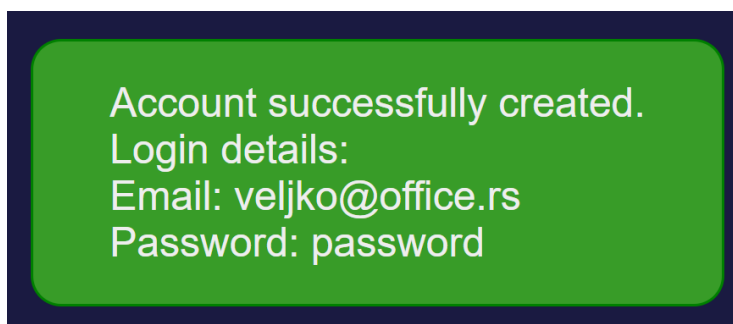 Account successfully created.
Login details:
Email: veljko@office.rs
Password: password